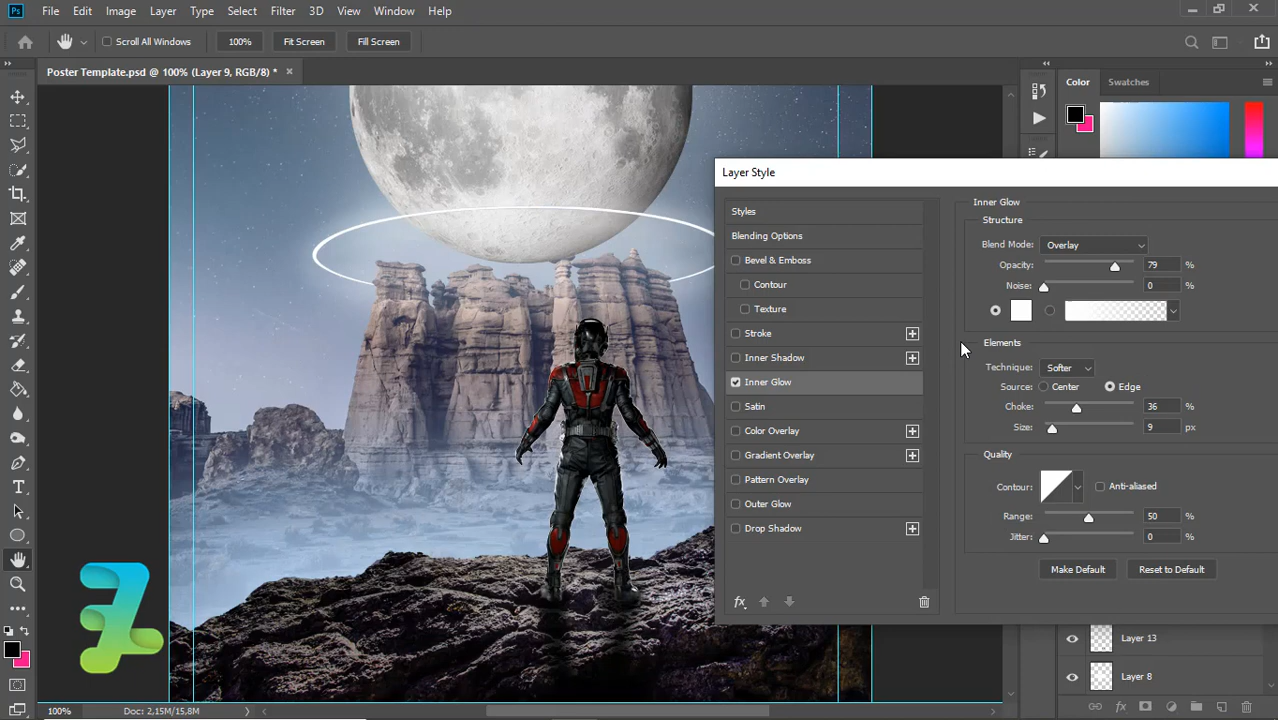 Ps File Edit Image Layer Type Select Filter 3D View Window Help
Scroll All Windows 100% Fit Screen Fill Screen
Poster Template.psd @ 100% (Layer 9, RGB/8) *
Color Swatches
Layer Style
Styles
Blending Options
Bevel & Emboss
Contour
Texture
Stroke
Inner Shadow
Inner Glow
Satin
Color Overlay
Gradient Overlay
Pattern Overlay
Outer Glow
Drop Shadow
fx
Inner Glow
Structure
Blend Mode: Overlay
Opacity: 79 %
Noise: 0 %
Elements
Technique: Softer
Source: Center Edge
Choke: 36 %
Size: 9 px
Quality
Contour: Anti-aliased
Range: 50 %
Jitter: 0 %
Make Default Reset to Default
Layer 13
Layer 8
fx
100% Doc: 2,15M/15,8M